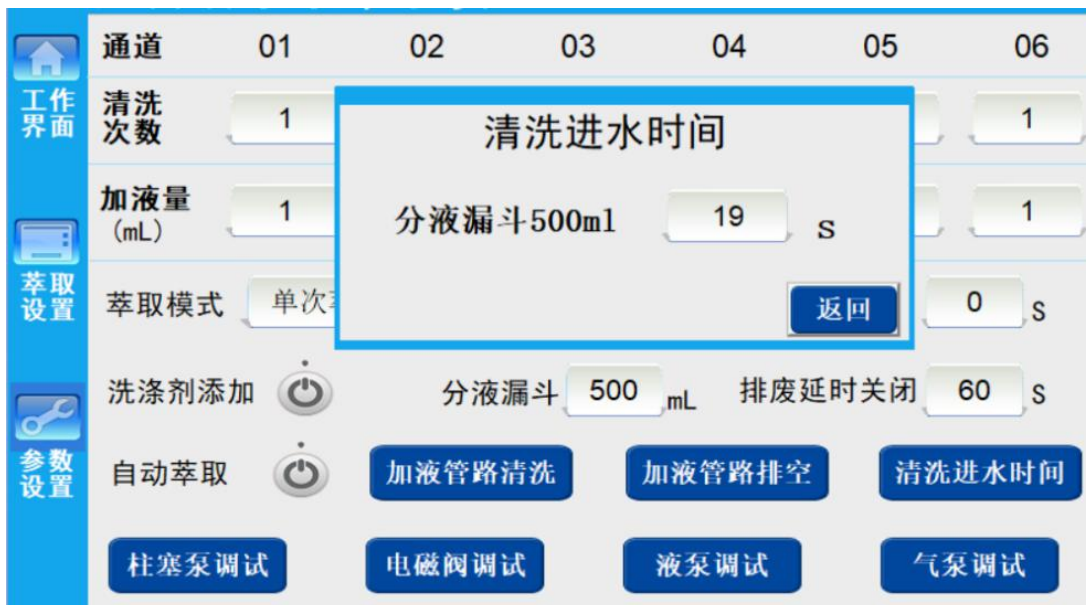 通道 01 02 03 04 05 06
工作
界面
清洗
次数 1 1
清洗进水时间
加液量
(mL) 1 1
分液漏斗500ml 19 s
萃取
设置
萃取模式 单次 0 S
返回
洗涤剂添加 分液漏斗 500 mL 排废延时关闭 60 S
参数
设置
自动萃取 加液管路清洗 加液管路排空 清洗进水时间
柱塞泵调试 电磁阀调试 液泵调试 气泵调试